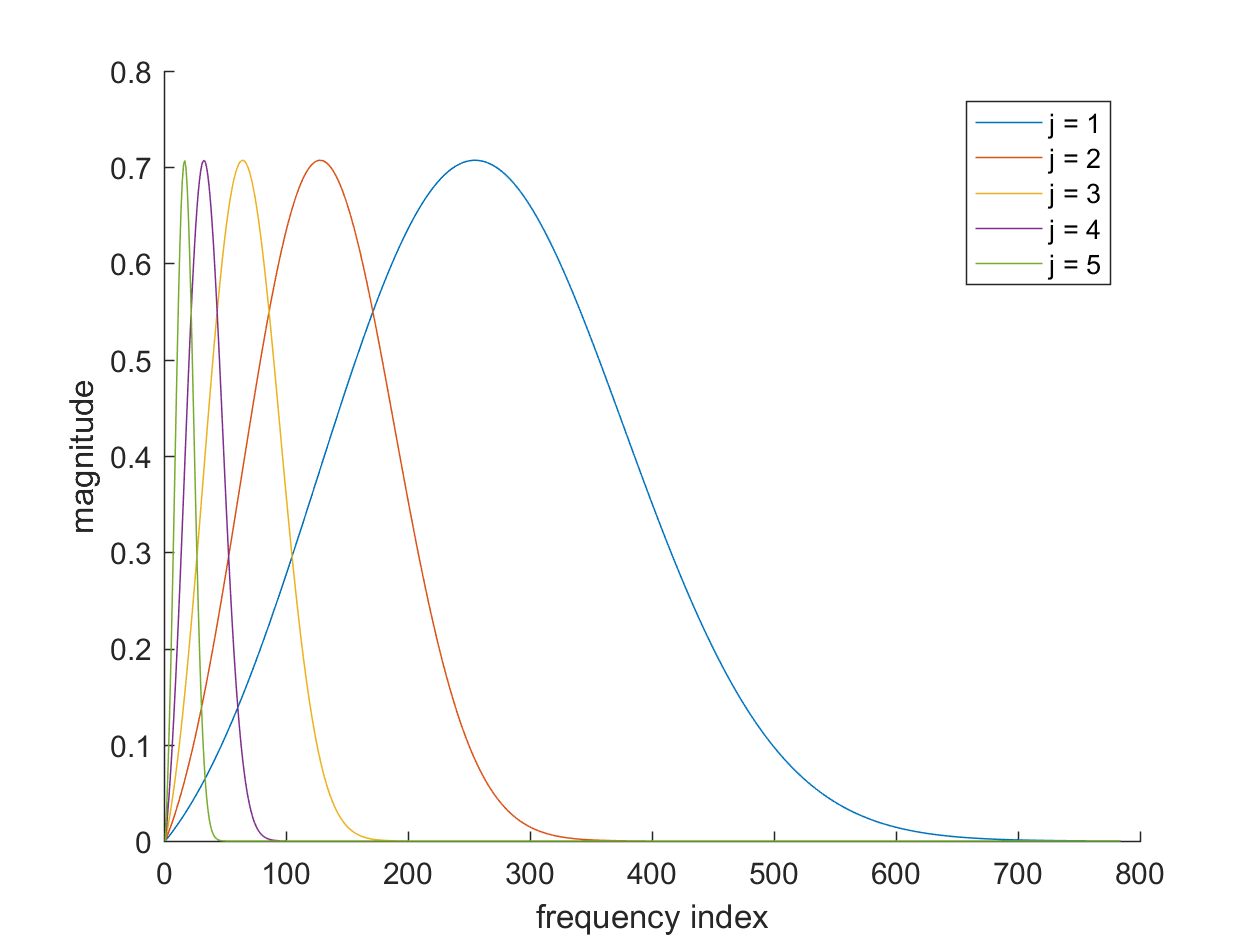 0.8
0.7
0.6
0.5
0.4
0.3
0.2
0.1
0
magnitude
0 100 200 300 400 500 600 700 800
frequency index
j = 1
j = 2
j = 3
j = 4
j = 5